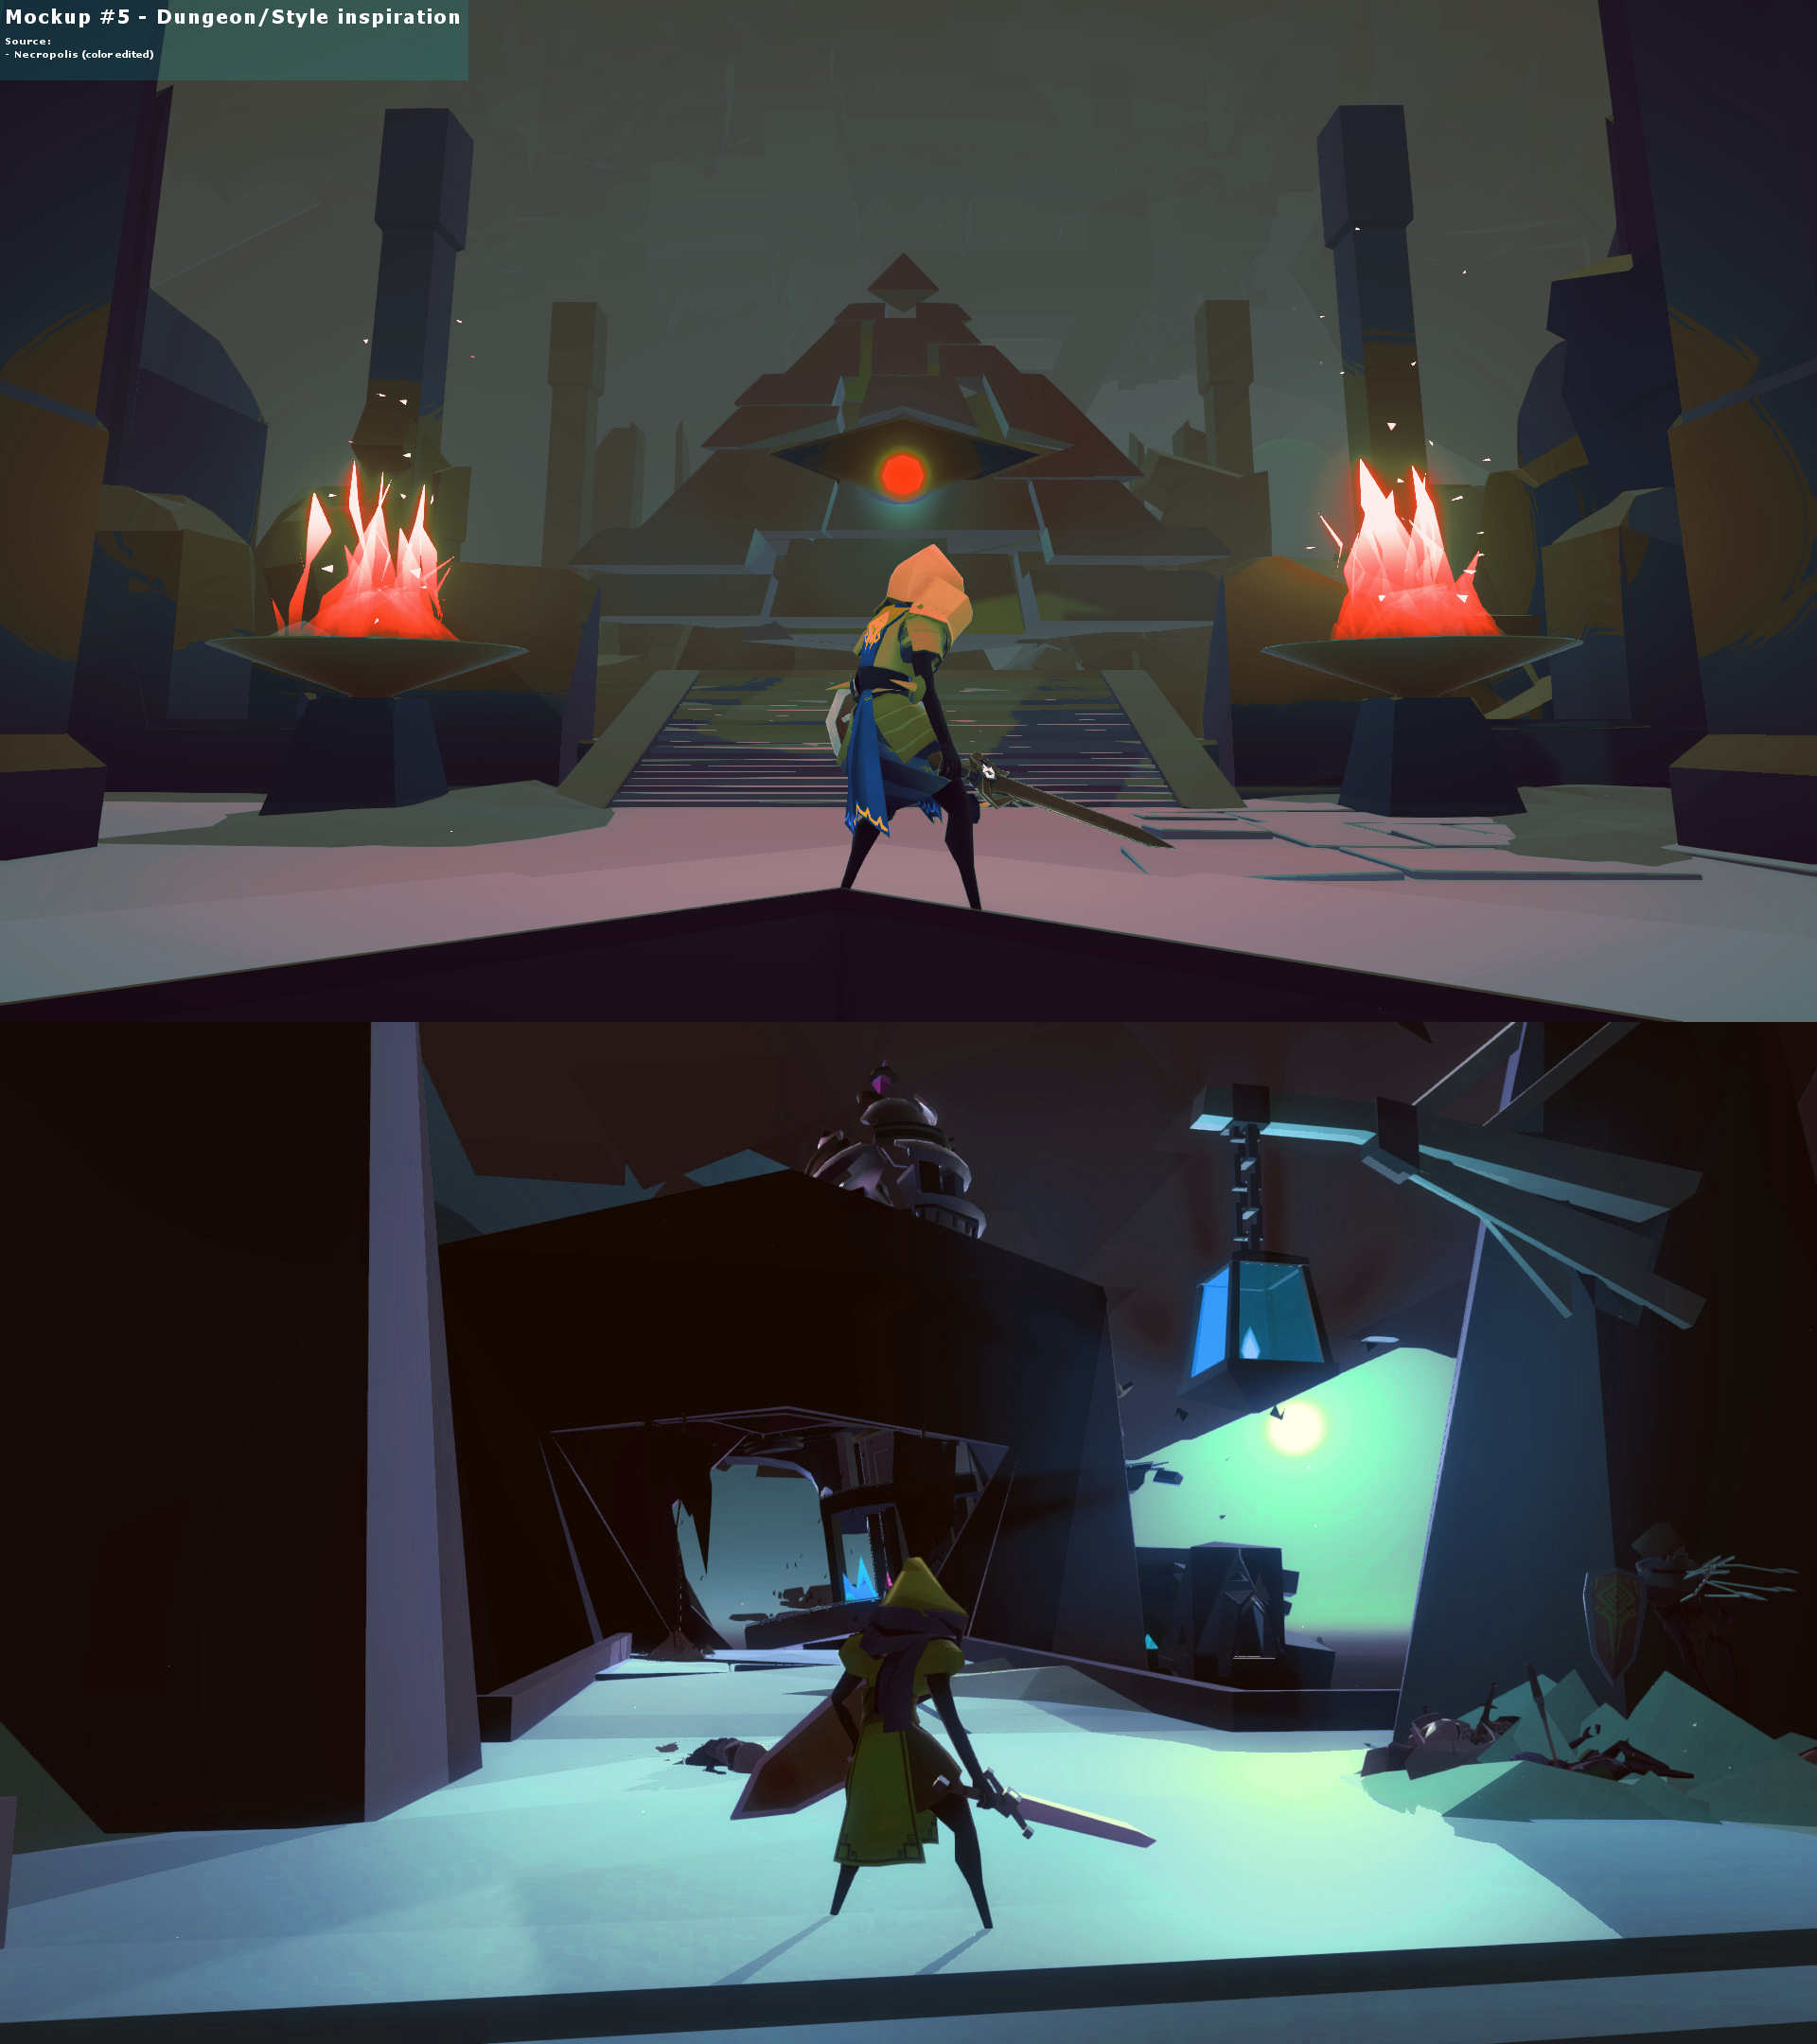 Mockup #5 - Dungeon/Style inspiration
Source:
- Necropolis (color edited)